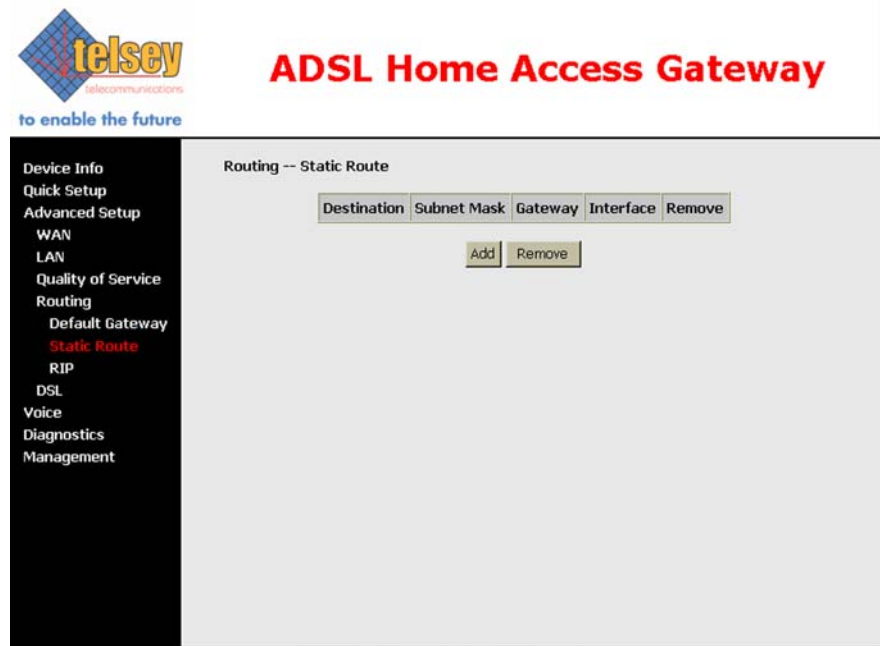 telsey
telecommunications
to enable the future
ADSL Home Access Gateway
Device Info
Quick Setup
Advanced Setup
WAN
LAN
Quality of Service
Routing
Default Gateway
Static Route
RIP
DSL
Voice
Diagnostics
Management
Routing -- Static Route
Destination Subnet Mask Gateway Interface Remove
Add Remove